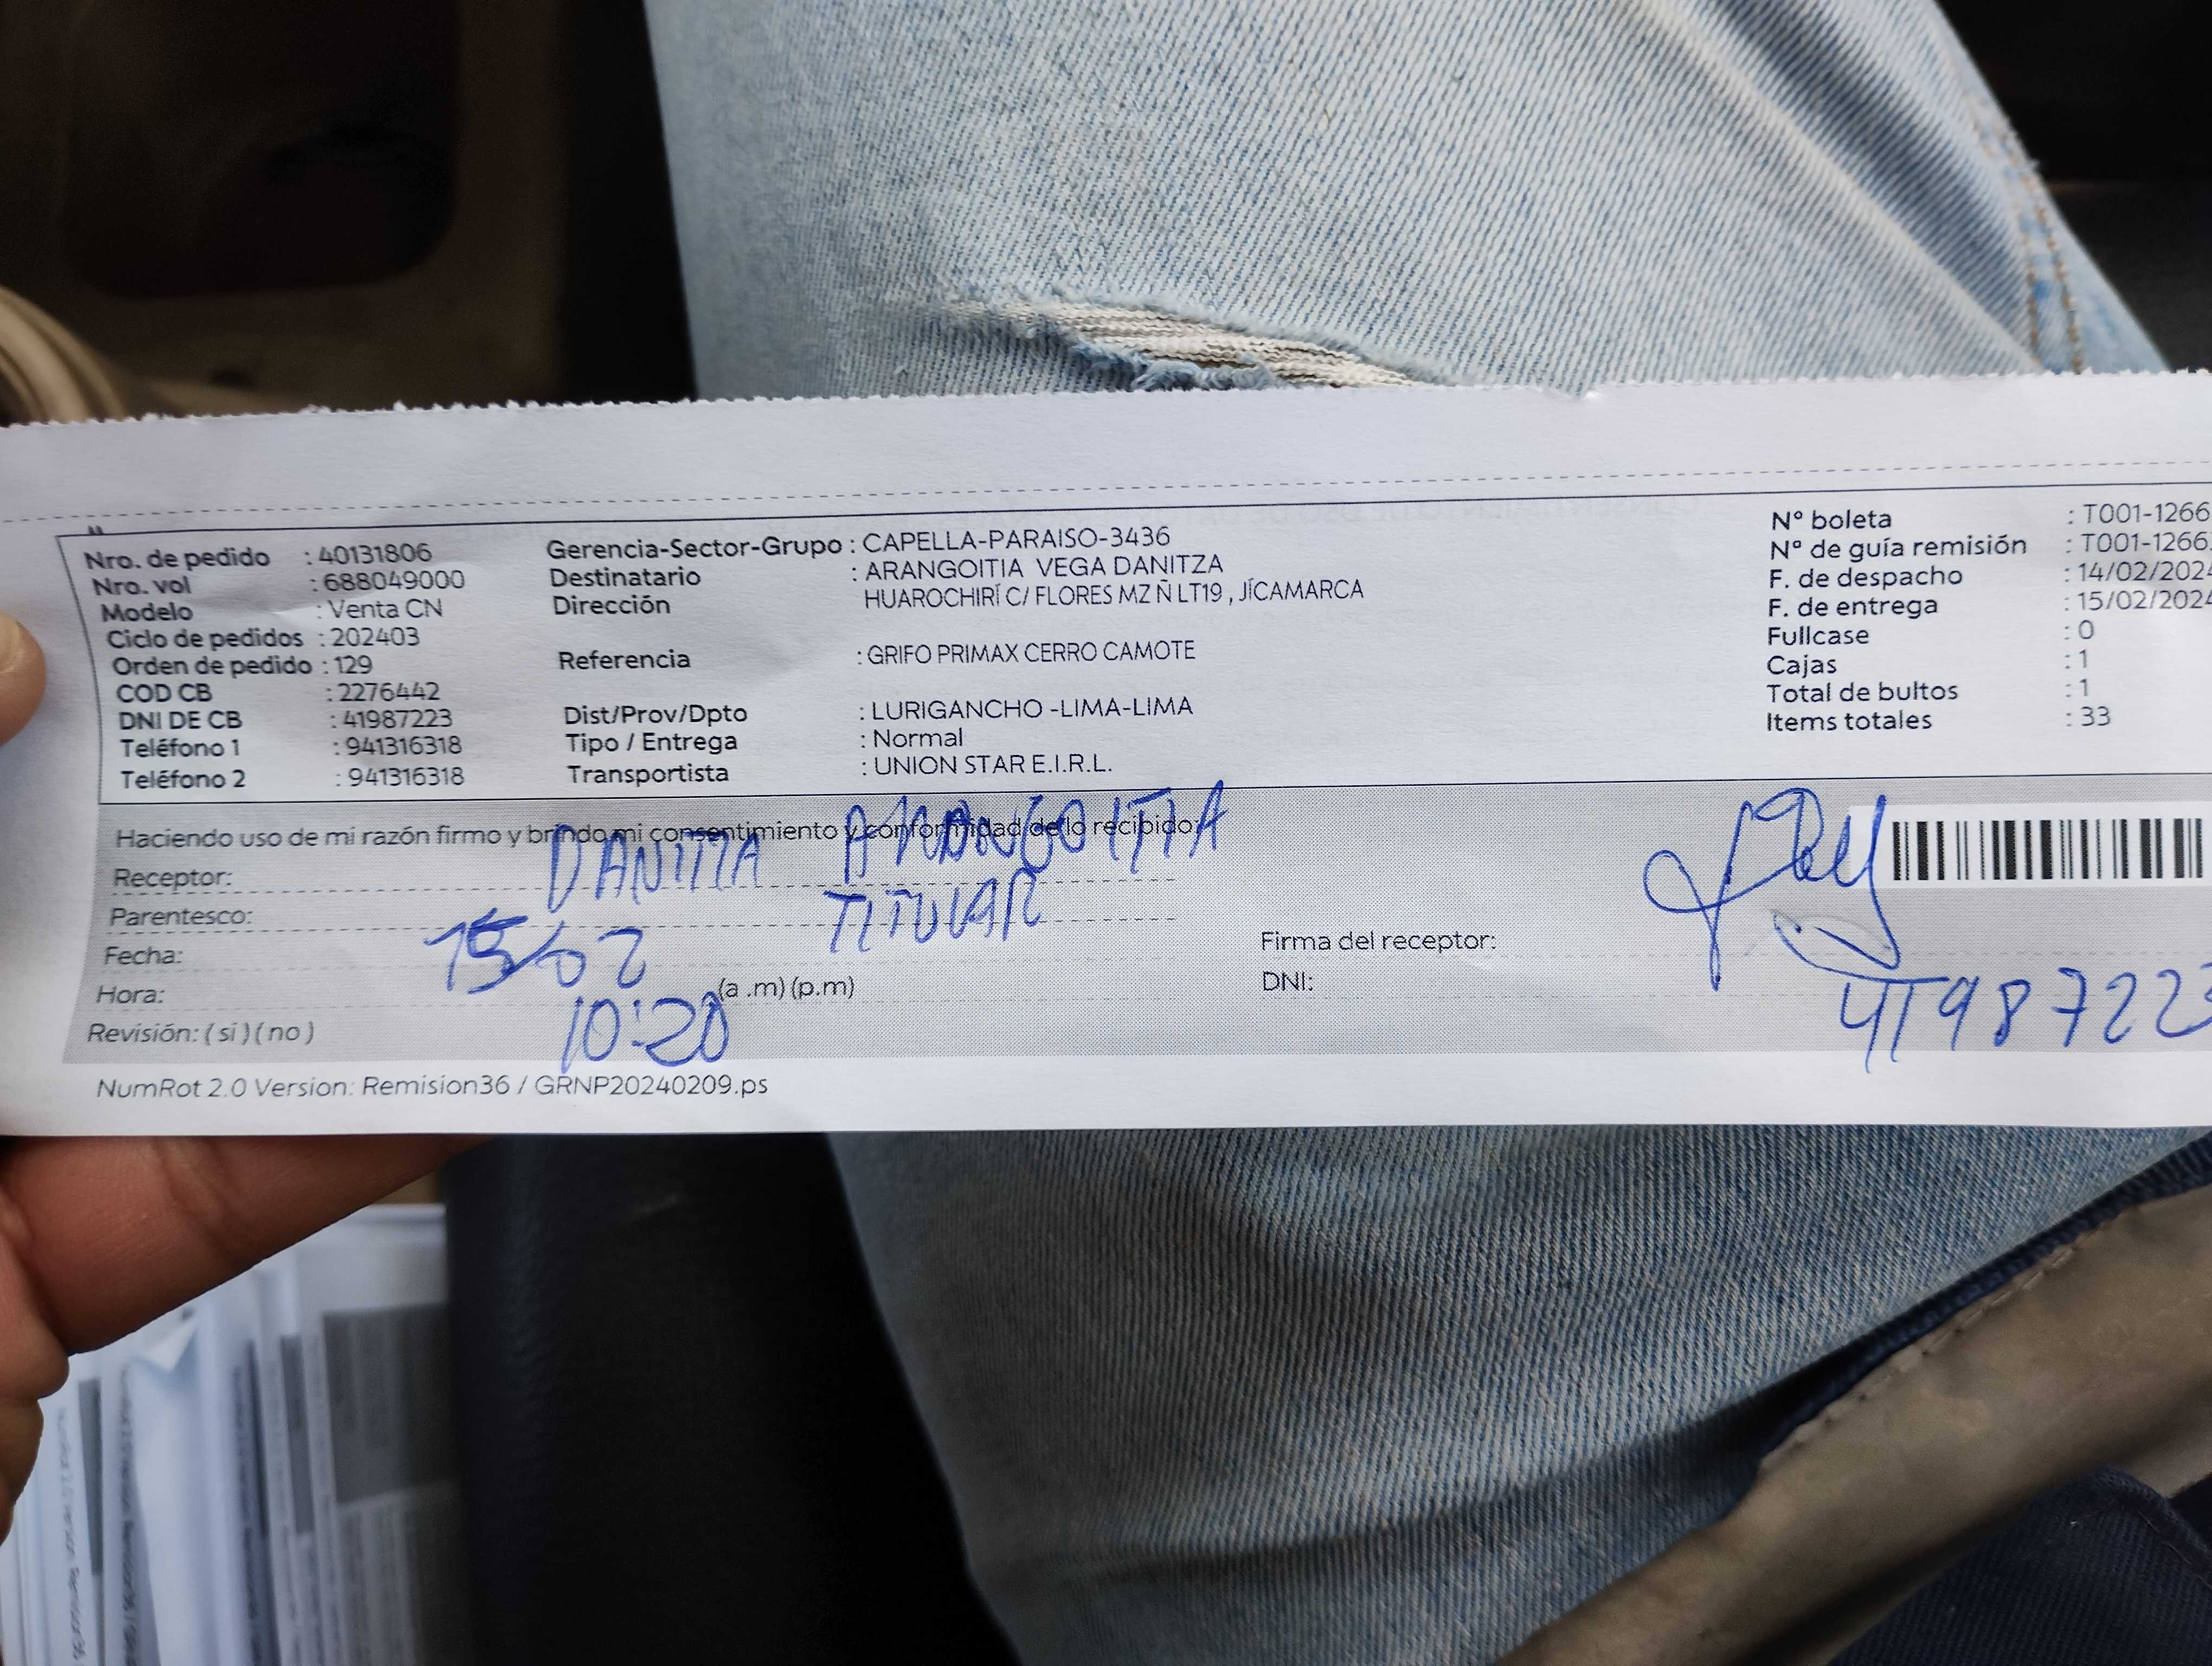 Nro. de pedido : 40131806
Nro. vol : 688049000
Modelo : Venta CN
Ciclo de pedidos : 202403
Orden de pedido : 129
COD CB : 2276442
DNI DE CB : 41987223
Teléfono 1 : 941316318
Teléfono 2 : 941316318
Gerencia-Sector-Grupo : CAPELLA-PARAISO-3436
Destinatario : ARANGOITIA VEGA DANITZA
Dirección HUAROCHIRÍ C/ FLORES MZ Ñ LT19 , JÍCAMARCA
Referencia : GRIFO PRIMAX CERRO CAMOTE
Dist/Prov/Dpto : LURIGANCHO -LIMA-LIMA
Tipo / Entrega : Normal
Transportista : UNION STAR E.I.R.L.
Nº boleta : T001-1266
Nº de guía remisión : T001-1266
F. de despacho : 14/02/2024
F. de entrega : 15/02/2024
Fullcase : 0
Cajas : 1
Total de bultos : 1
Items totales : 33
Haciendo uso de mi razón firmo y brindo mi consentimiento y conformidad de lo recibido:
Receptor: DANITZA ARANGOITIA
Parentesco: TITULAR
Fecha: 15/02
Hora: 10:20 (a .m) (p.m)
Revisión: ( si ) ( no )
Firma del receptor:
DNI: 41987223
NumRot 2.0 Version: Remision36 / GRNP20240209.ps